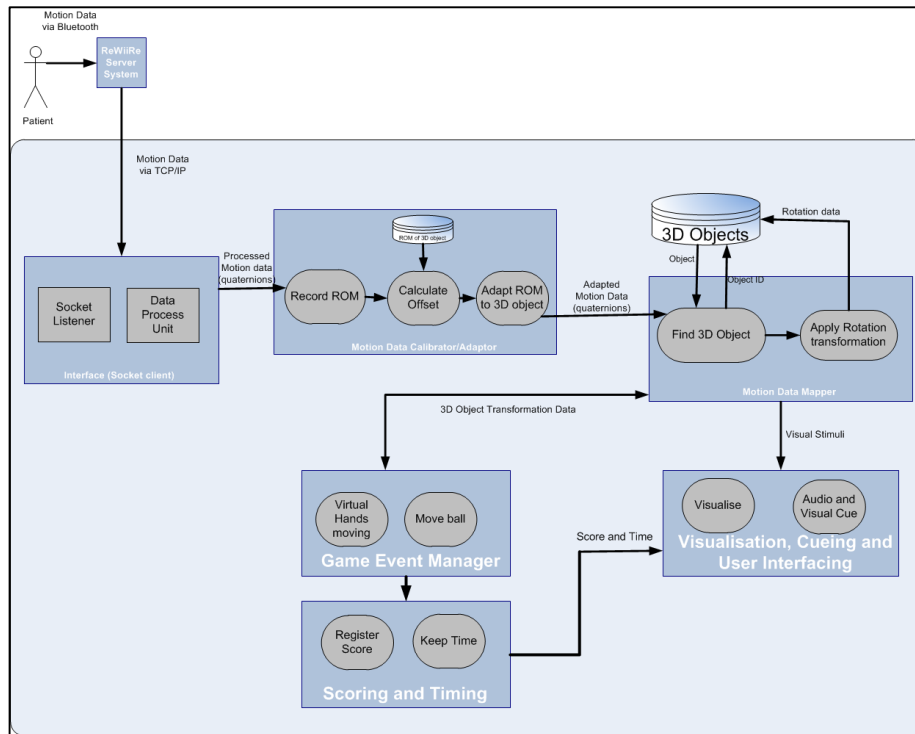 Motion Data
via Bluetooth
ReWiiRe
Server
System
Patient
Motion Data
via TCP/IP
Processed
Motion data
(quaternions)
Socket
Listener
Data
Process
Unit
Interface (Socket client)
ROM of 3D object
Record ROM
Calculate
Offset
Adapt ROM
to 3D object
Motion Data Calibrator/Adaptor
Adapted
Motion Data
(quaternions)
3D Objects
Rotation data
Object
Object ID
Find 3D Object
Apply Rotation
transformation
Motion Data Mapper
3D Object Transformation Data
Visual Stimuli
Virtual
Hands
moving
Move ball
Game Event Manager
Visualise
Audio and
Visual Cue
Visualisation, Cueing and
User Interfacing
Score and Time
Register
Score
Keep Time
Scoring and Timing